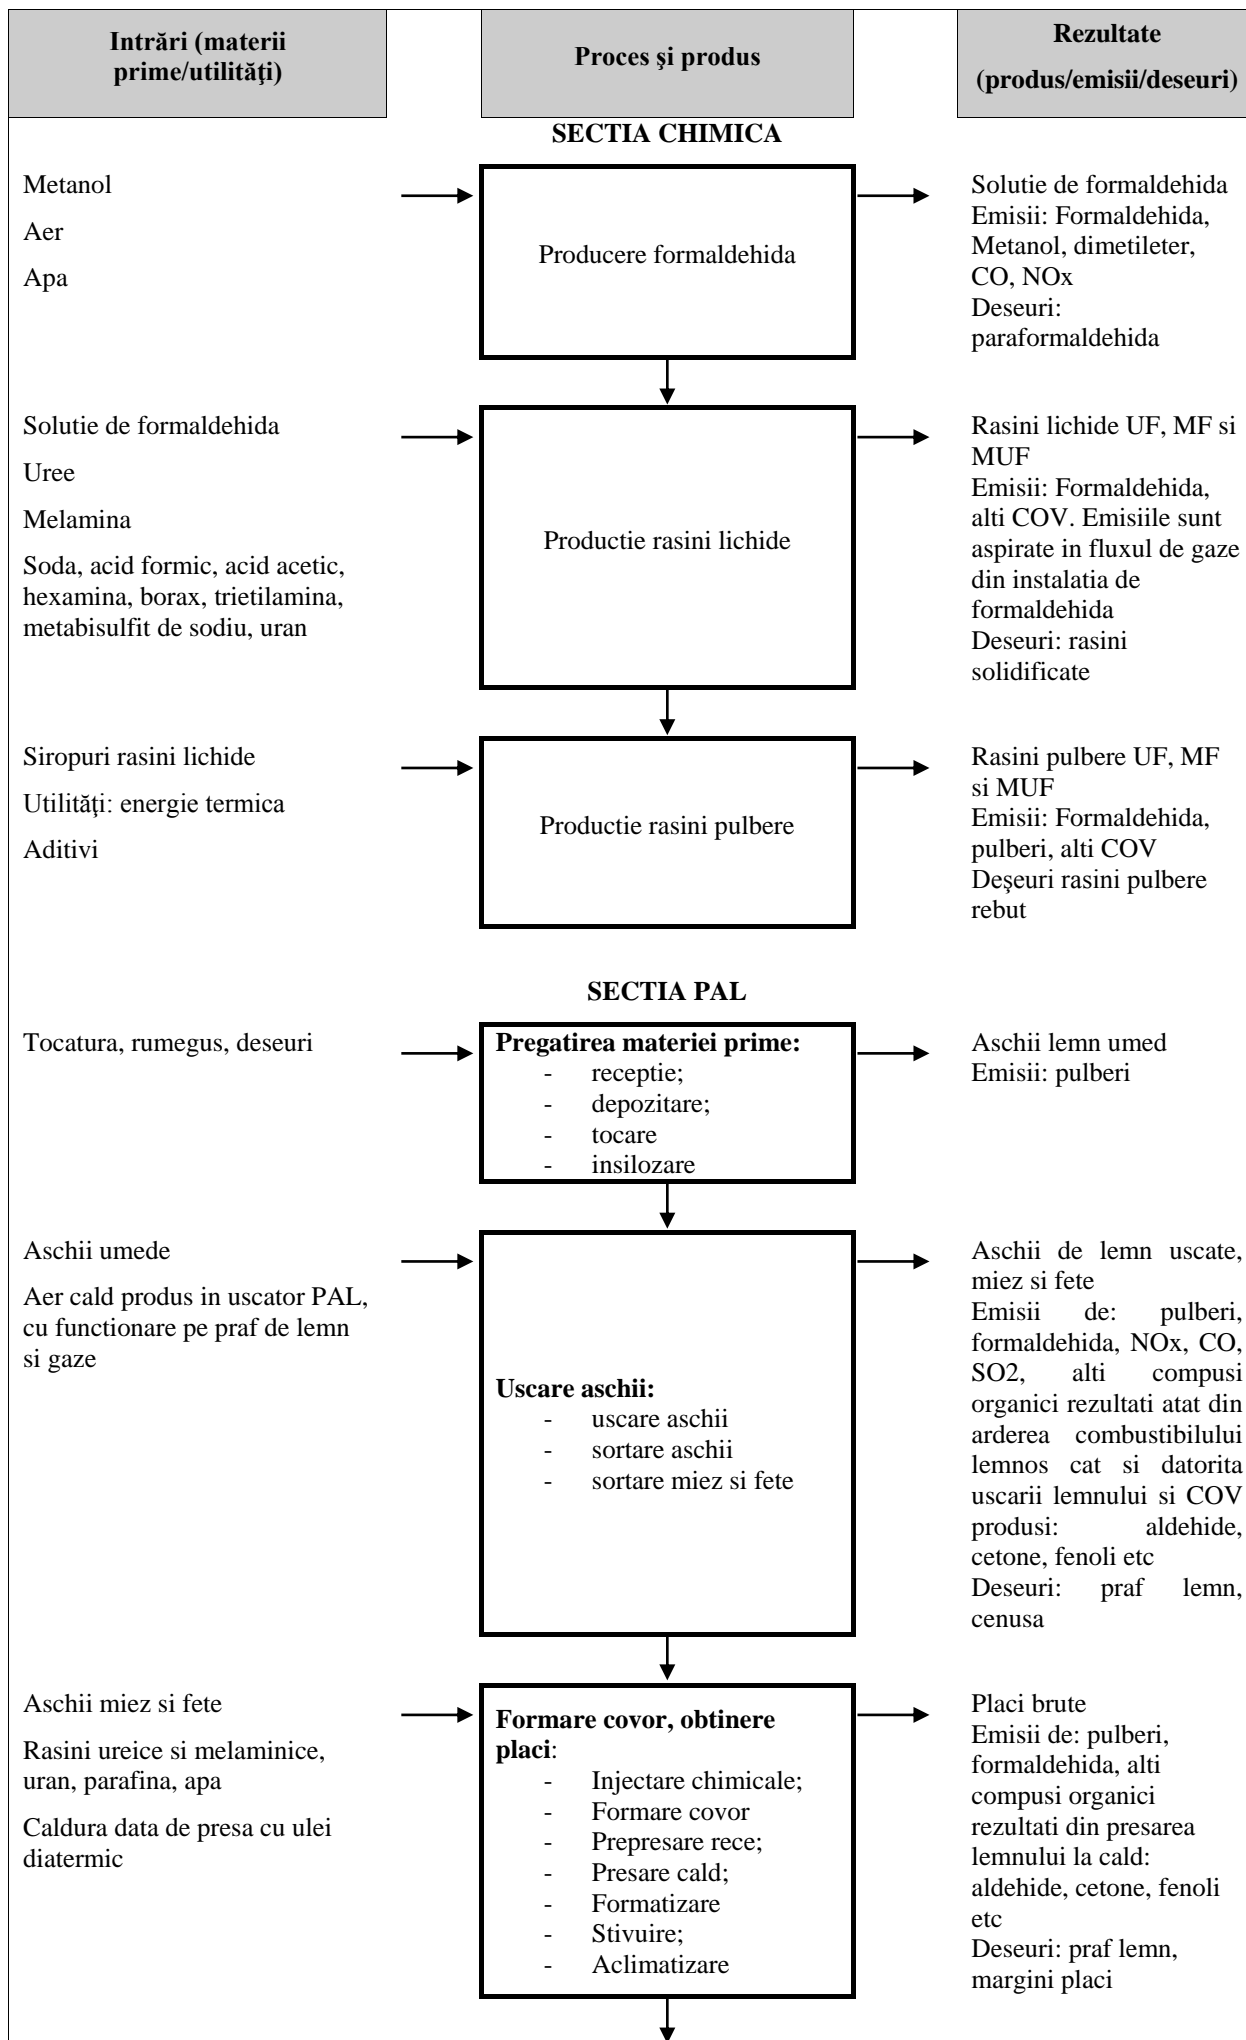 Intrări (materii
prime/utilităţi)
Proces şi produs
Rezultate
(produs/emisii/deseuri)
SECTIA CHIMICA
Metanol
Aer
Apa
Producere formaldehida
Solutie de formaldehida
Emisii: Formaldehida,
Metanol, dimetileter,
CO, NOx
Deseuri:
paraformaldehida
Solutie de formaldehida
Uree
Melamina
Soda, acid formic, acid acetic,
hexamina, borax, trietilamina,
metabisulfit de sodiu, uran
Productie rasini lichide
Rasini lichide UF, MF si
MUF
Emisii: Formaldehida,
alti COV. Emisiile sunt
aspirate in fluxul de gaze
din instalatia de
formaldehida
Deseuri: rasini
solidificate
Siropuri rasini lichide
Utilităţi: energie termica
Aditivi
Productie rasini pulbere
Rasini pulbere UF, MF
si MUF
Emisii: Formaldehida,
pulberi, alti COV
Deşeuri rasini pulbere
rebut
SECTIA PAL
Tocatura, rumegus, deseuri
Pregatirea materiei prime:
- receptie;
- depozitare;
- tocare
- insilozare
Aschii lemn umed
Emisii: pulberi
Aschii umede
Aer cald produs in uscator PAL,
cu functionare pe praf de lemn
si gaze
Uscare aschii:
- uscare aschii
- sortare aschii
- sortare miez si fete
Aschii de lemn uscate,
miez si fete
Emisii de: pulberi,
formaldehida, NOx, CO,
SO2, alti compusi
organici rezultati atat din
arderea combustibilului
lemnos cat si datorita
uscarii lemnului si COV
produsi: aldehide,
cetone, fenoli etc
Deseuri: praf lemn,
cenusa
Aschii miez si fete
Rasini ureice si melaminice,
uran, parafina, apa
Caldura data de presa cu ulei
diatermic
Formare covor, obtinere
placi:
- Injectare chimicale;
- Formare covor
- Prepresare rece;
- Presare cald;
- Formatizare
- Stivuire;
- Aclimatizare
Placi brute
Emisii de: pulberi,
formaldehida, alti
compusi organici
rezultati din presarea
lemnului la cald:
aldehide, cetone, fenoli
etc
Deseuri: praf lemn,
margini placi